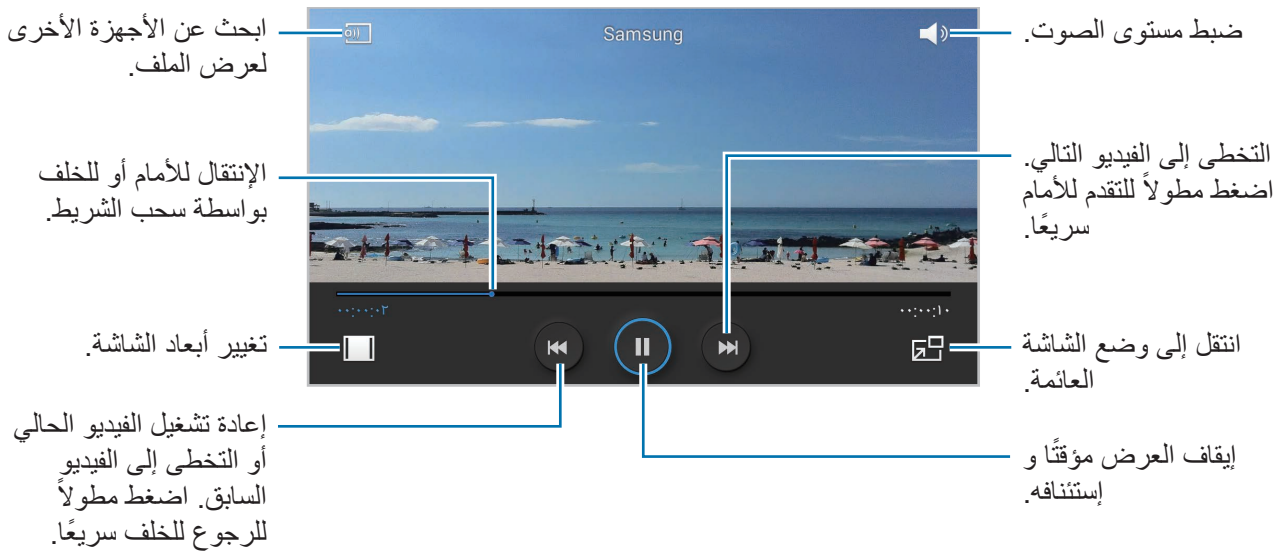 ابحث عن الأجهزة الأخرى
لعرض الملف.
Samsung
ضبط مستوى الصوت.
الإنتقال للأمام أو للخلف
بواسطة سحب الشريط.
التخطى إلى الفيديو التالي.
اضغط مطولاً للتقدم للأمام
سريعًا.
٠٠:٠٠:٠٢
٠٠:٠٠:١٠
تغيير أبعاد الشاشة.
انتقل إلى وضع الشاشة
العائمة.
إعادة تشغيل الفيديو الحالي
أو التخطى إلى الفيديو
السابق. اضغط مطولاً
للرجوع للخلف سريعًا.
إيقاف العرض مؤقتًا و
إستئنافه.